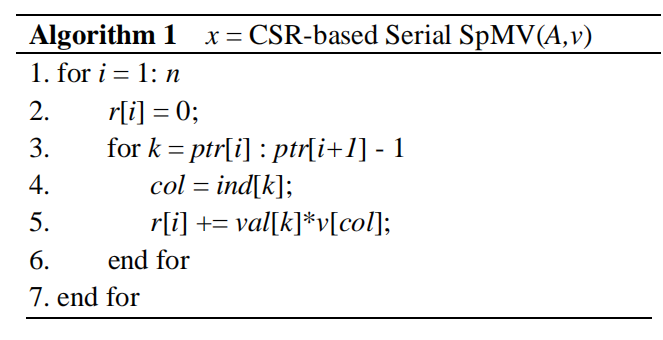 Algorithm 1 x = CSR-based Serial SpMV(A,v)
1. for i = 1: n
2. r[i] = 0;
3. for k = ptr[i] : ptr[i+1] - 1
4. col = ind[k];
5. r[i] += val[k]*v[col];
6. end for
7. end for